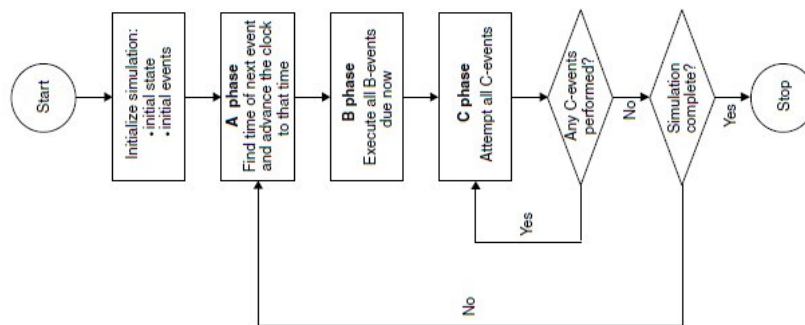 Start
Initialize simulation:
• initial state
• initial events
A phase
Find time of next event
and advance the clock
to that time
B phase
Execute all B-events
due now
C phase
Attempt all C-events
Any C-events
performed?
Yes
No
Simulation
complete?
No
Yes
Stop